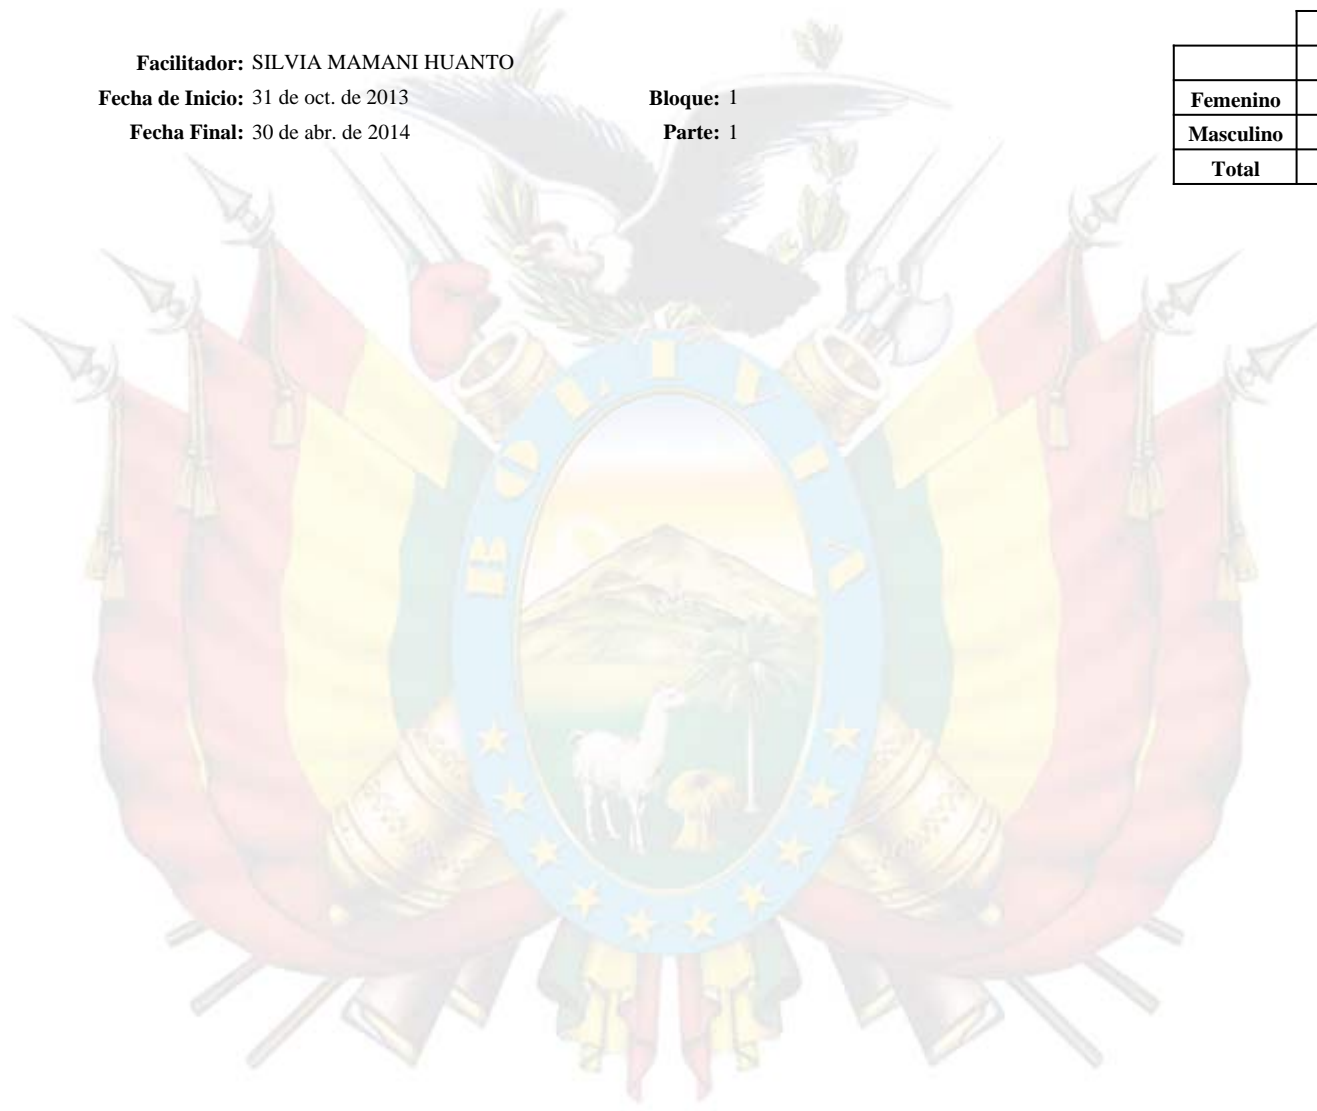 Facilitador: SILVIA MAMANI HUANTO
Fecha de Inicio: 31 de oct. de 2013 Bloque: 1
Fecha Final: 30 de abr. de 2014 Parte: 1
Femenino
Masculino
Total
BOLIVIA